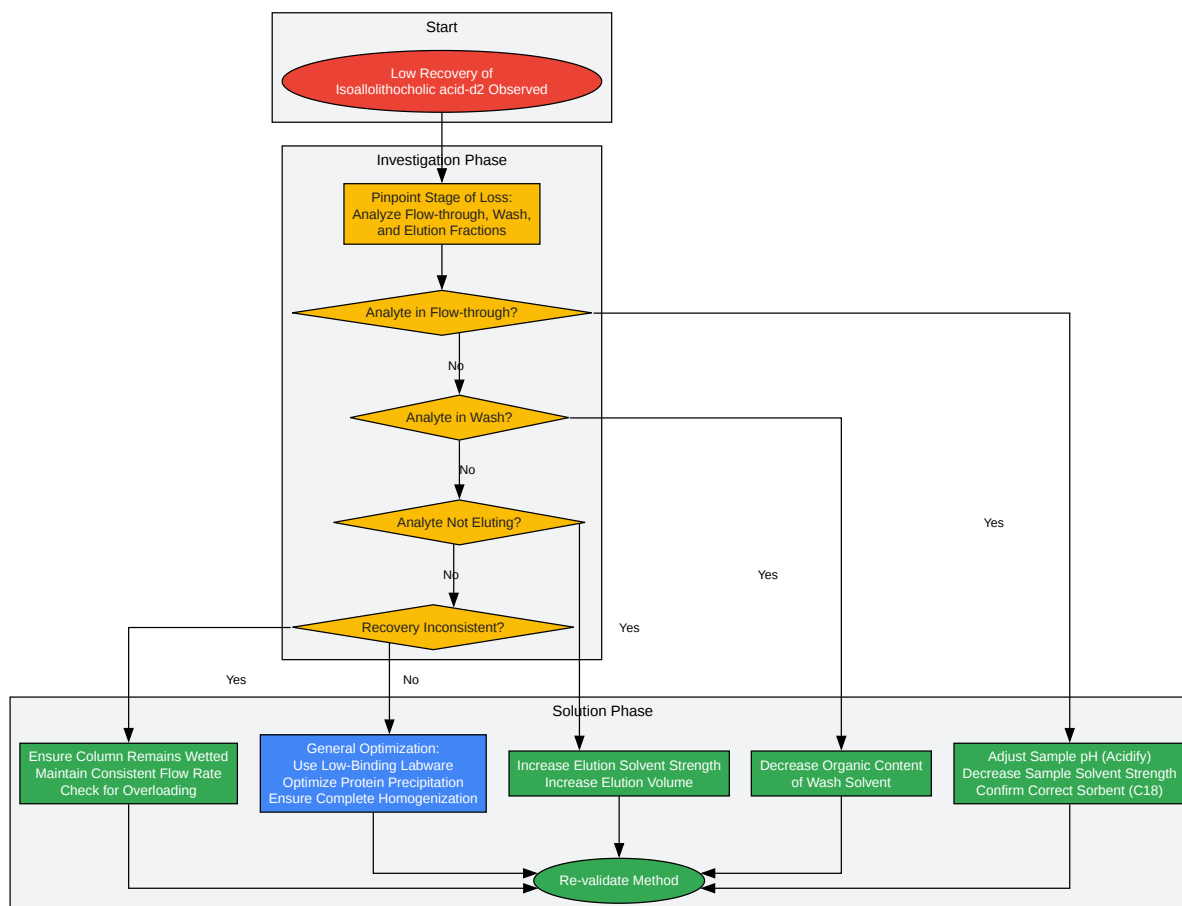 Start
Low Recovery of
Isoallolithocholic acid-d2 Observed
Investigation Phase
Pinpoint Stage of Loss:
Analyze Flow-through, Wash,
and Elution Fractions
Analyte in Flow-through?
No
Analyte in Wash?
No
Analyte Not Eluting?
Yes
Yes
No
Recovery Inconsistent?
Yes
Yes
No
Solution Phase
Ensure Column Remains Wetted
Maintain Consistent Flow Rate
Check for Overloading
General Optimization:
Use Low-Binding Labware
Optimize Protein Precipitation
Ensure Complete Homogenization
Increase Elution Solvent Strength
Increase Elution Volume
Decrease Organic Content
of Wash Solvent
Adjust Sample pH (Acidify)
Decrease Sample Solvent Strength
Confirm Correct Sorbent (C18)
Re-validate Method